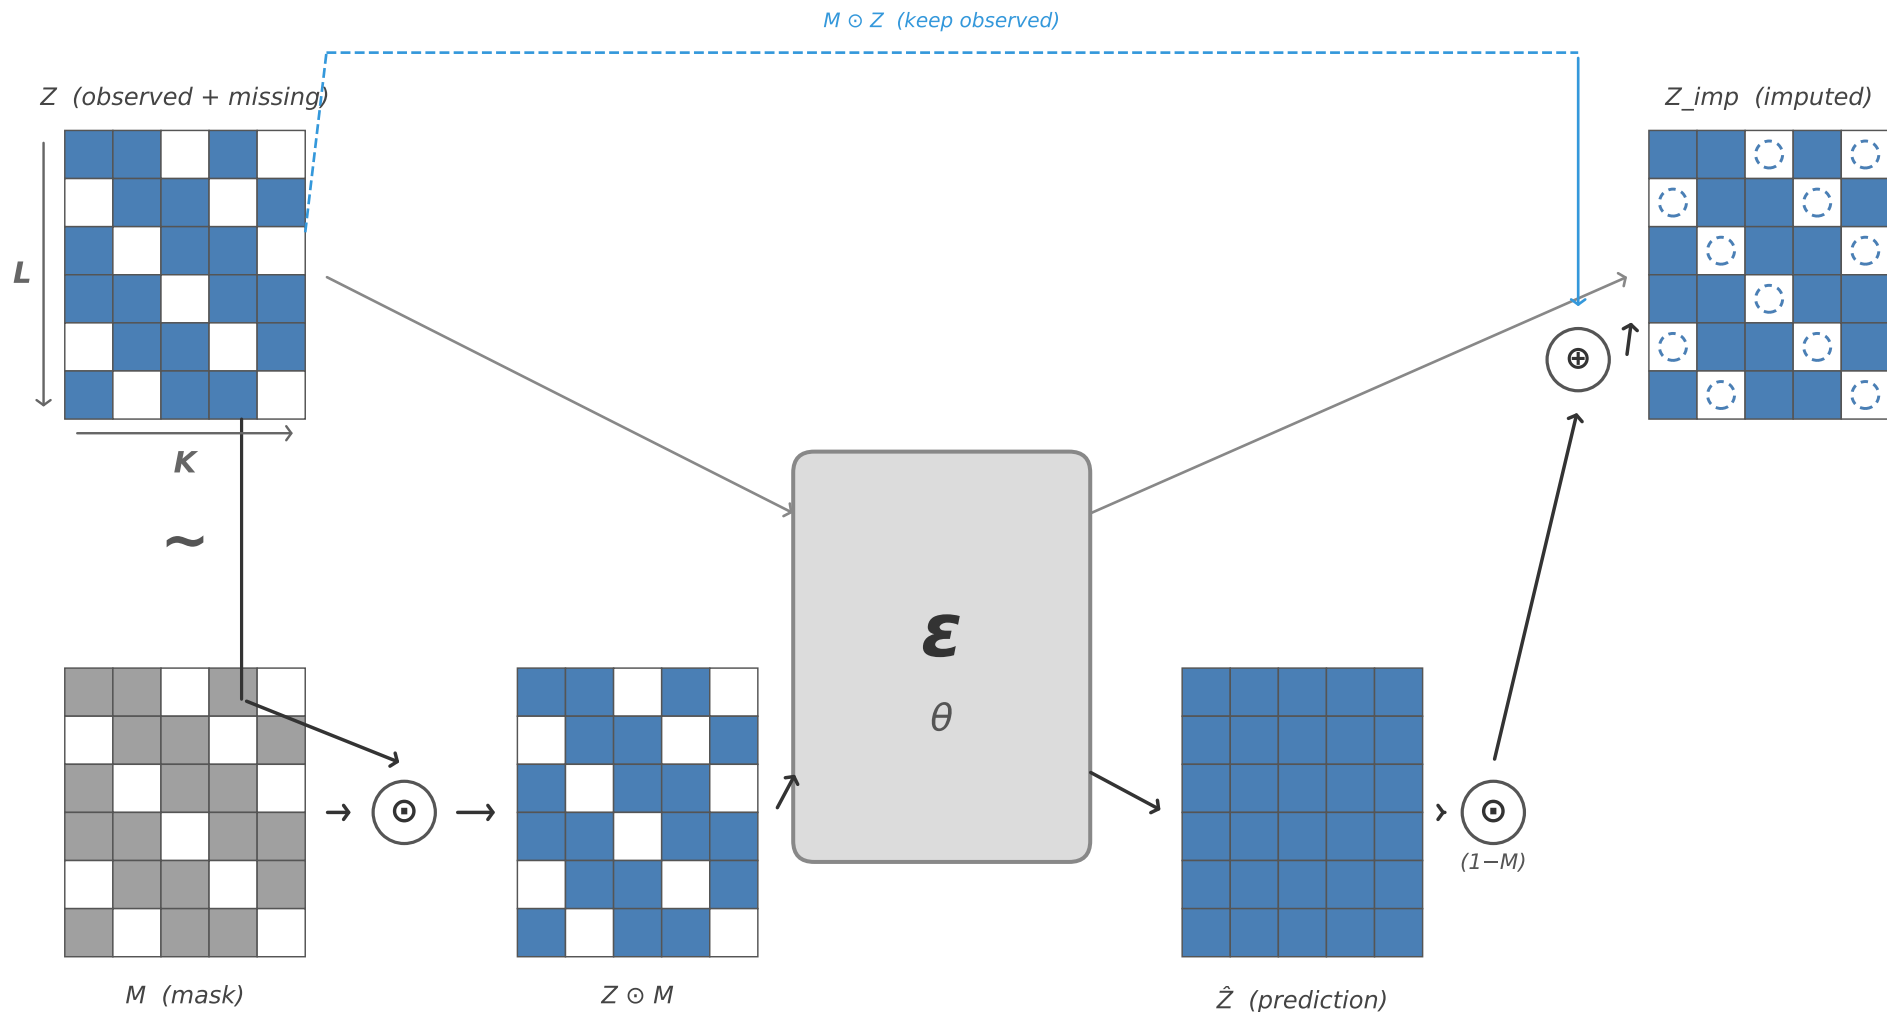 M ⊙ Z (keep observed)
Z (observed + missing)
Z_imp (imputed)
L
⊕
K
~
ε
θ
⊙
⊙
(1−M)
M (mask)
Z ⊙ M
Ẑ (prediction)